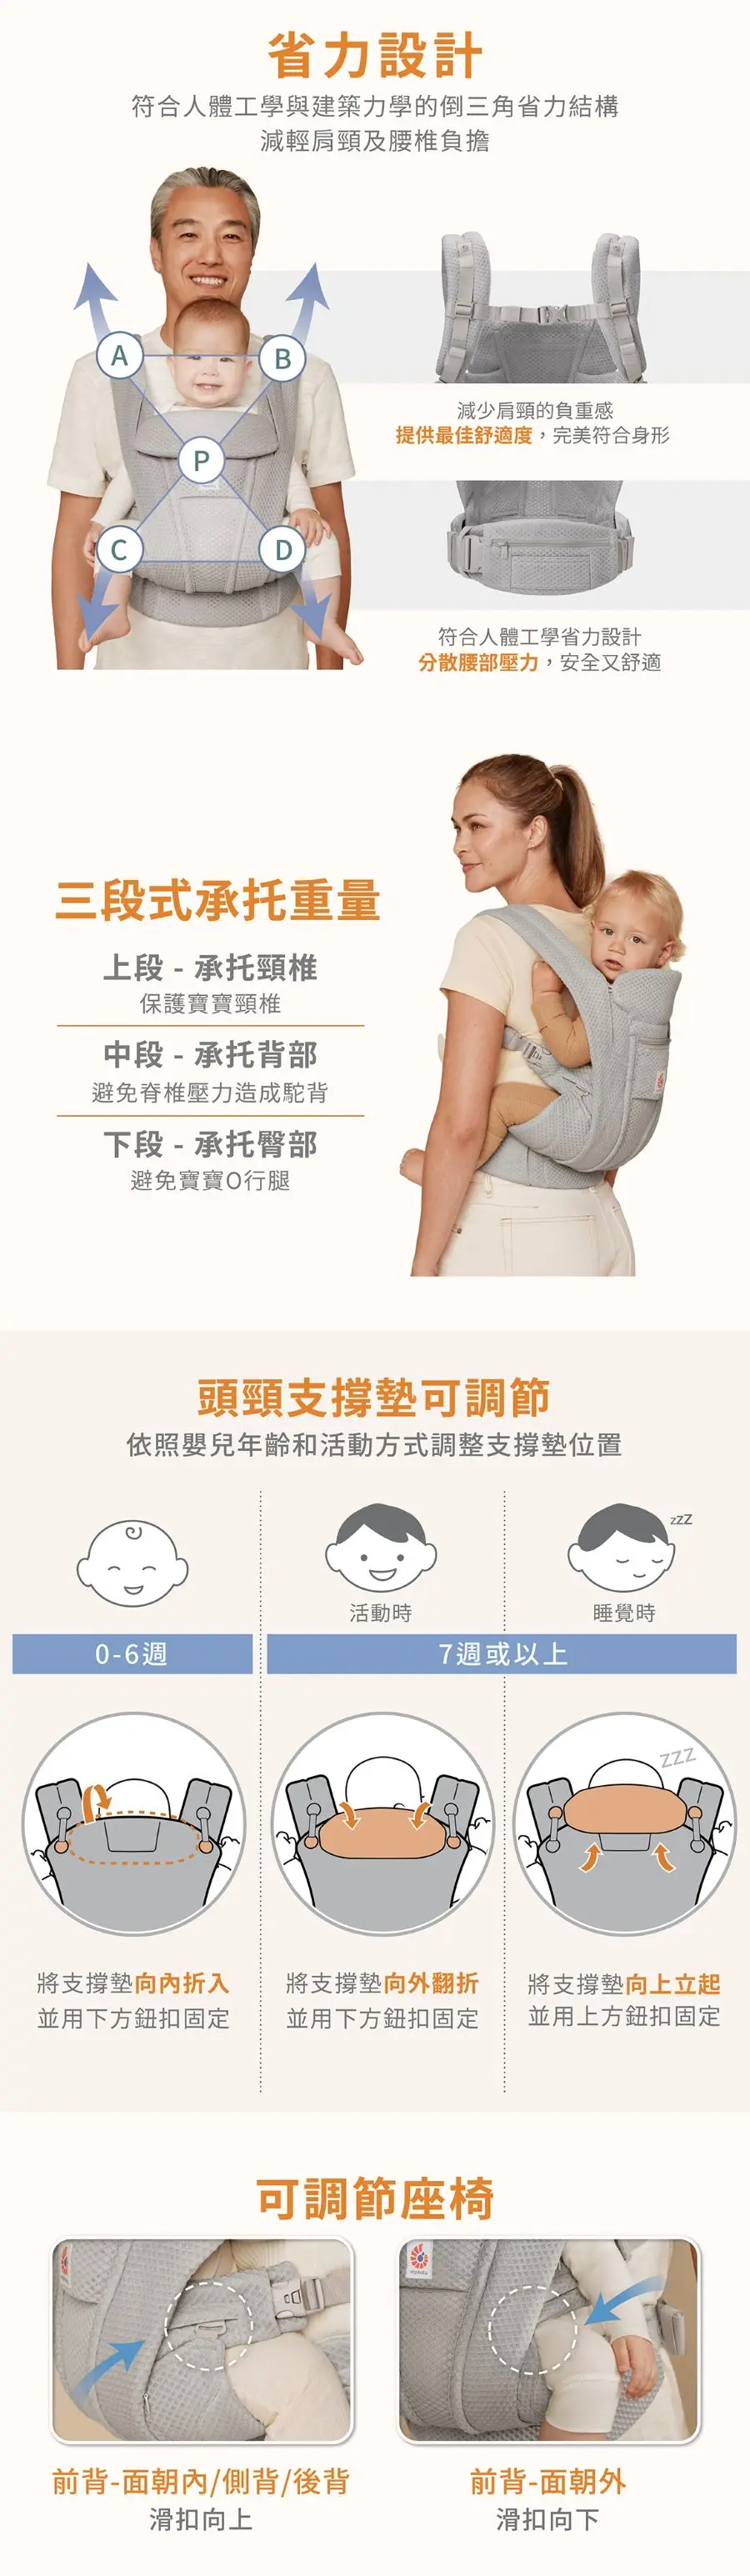 省力設計
符合人體工學與建築力學的倒三角省力結構
減輕肩頸及腰椎負擔
A
B
P
C
D
減少肩頸的負重感
提供最佳舒適度，完美符合身形
符合人體工學省力設計
分散腰部壓力，安全又舒適
三段式承托重量
上段 - 承托頸椎
保護寶寶頸椎
中段 - 承托背部
避免脊椎壓力造成駝背
下段 - 承托臀部
避免寶寶O行腿
頭頸支撐墊可調節
依照嬰兒年齡和活動方式調整支撐墊位置
zzZ
活動時
睡覺時
0-6週
7週或以上
ZZZ
將支撐墊向內折入
並用下方鈕扣固定
將支撐墊向外翻折
並用下方鈕扣固定
將支撐墊向上立起
並用上方鈕扣固定
可調節座椅
前背-面朝內/側背/後背
滑扣向上
前背-面朝外
滑扣向下